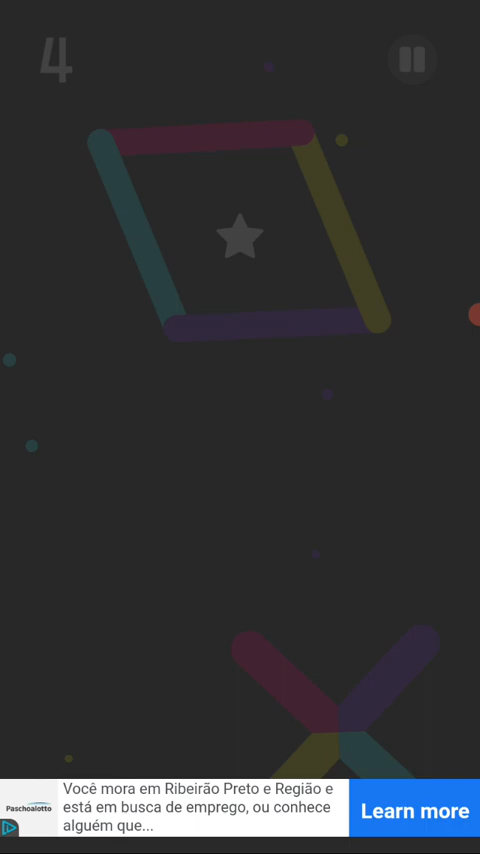 4
Paschoalotto
Você mora em Ribeirão Preto e Região e
está em busca de emprego, ou conhece
alguém que...
Learn more